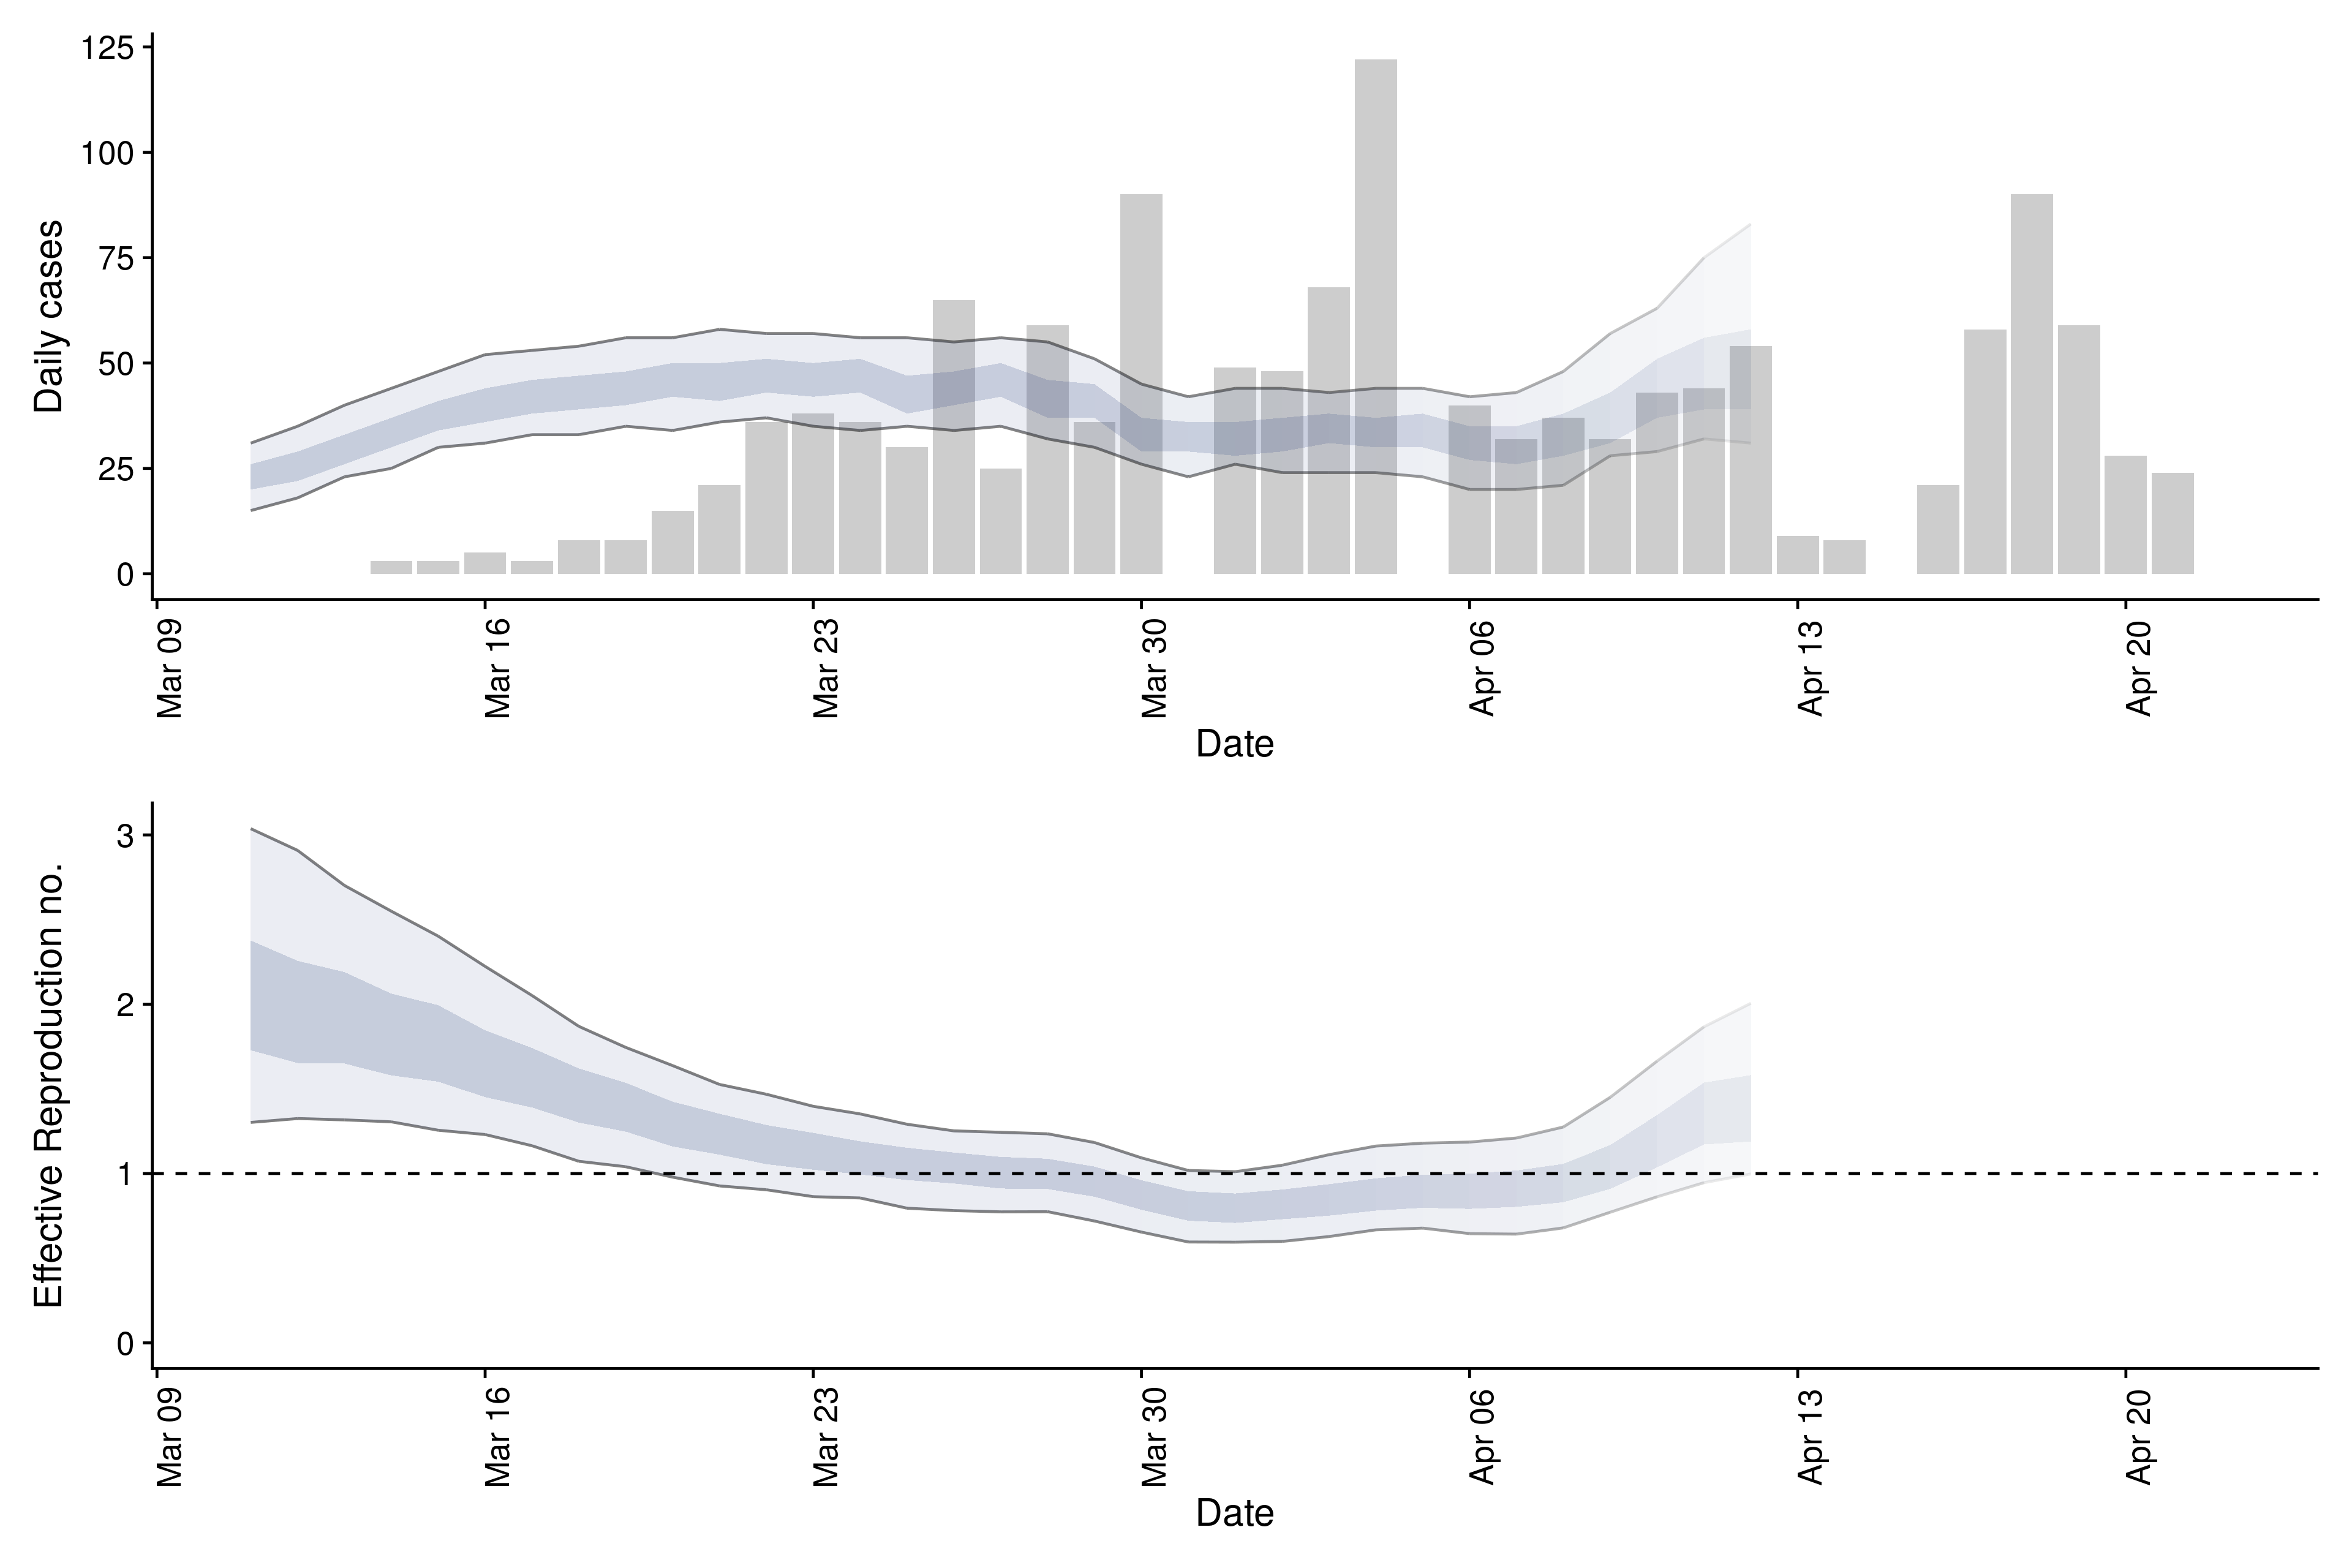 Daily cases
125
100
75
50
25
0
Mar 09
Mar 16
Mar 23
Mar 30
Apr 06
Apr 13
Apr 20
Date
Effective Reproduction no.
3
2
1
0
Mar 09
Mar 16
Mar 23
Mar 30
Apr 06
Apr 13
Apr 20
Date